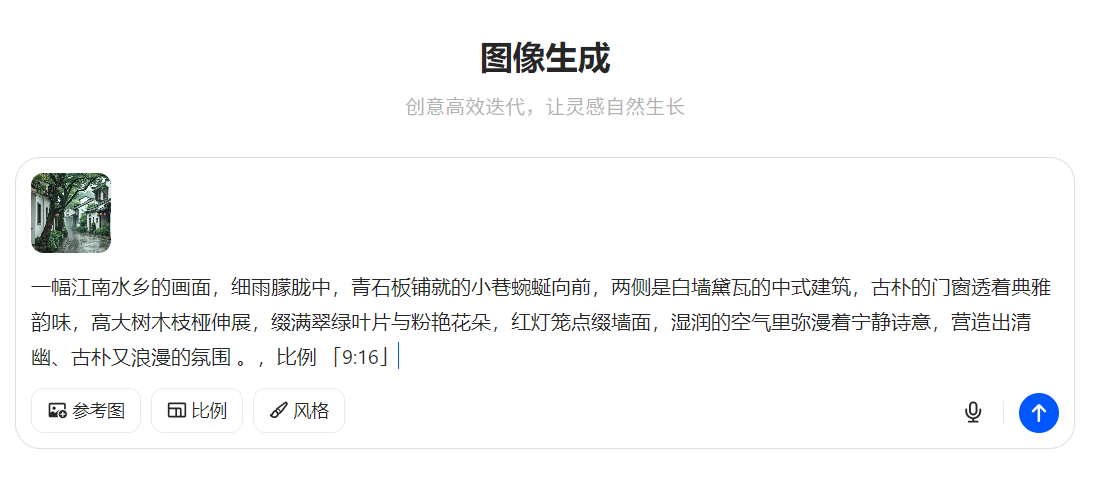 图像生成
创意高效迭代，让灵感自然生长
一幅江南水乡的画面，细雨朦胧中，青石板铺就的小巷蜿蜒向前，两侧是白墙黛瓦的中式建筑，古朴的门窗透着典雅
韵味，高大树木枝桠伸展，缀满翠绿叶片与粉艳花朵，红灯笼点缀墙面，湿润的空气里弥漫着宁静诗意，营造出清
幽、古朴又浪漫的氛围 。，比例 「9:16」
参考图 比例 风格